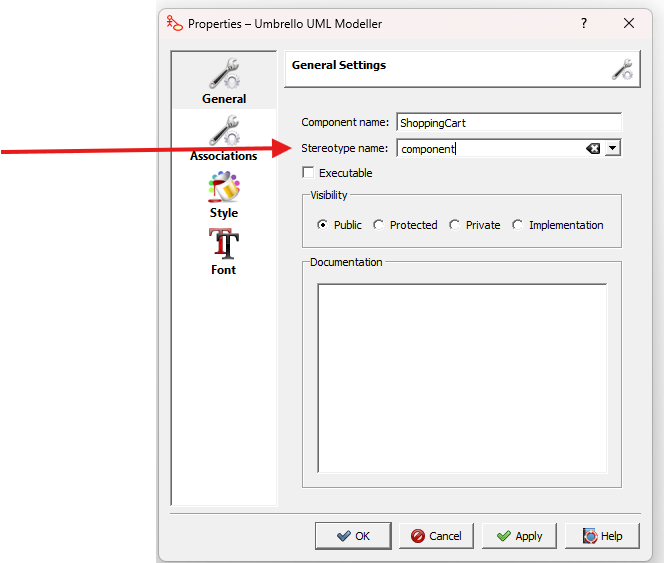 Properties – Umbrello UML Modeller
?
General
Associations
Style
Font
General Settings
Component name: ShoppingCart
Stereotype name: component
Executable
Visibility
Public Protected Private Implementation
Documentation
OK Cancel Apply Help